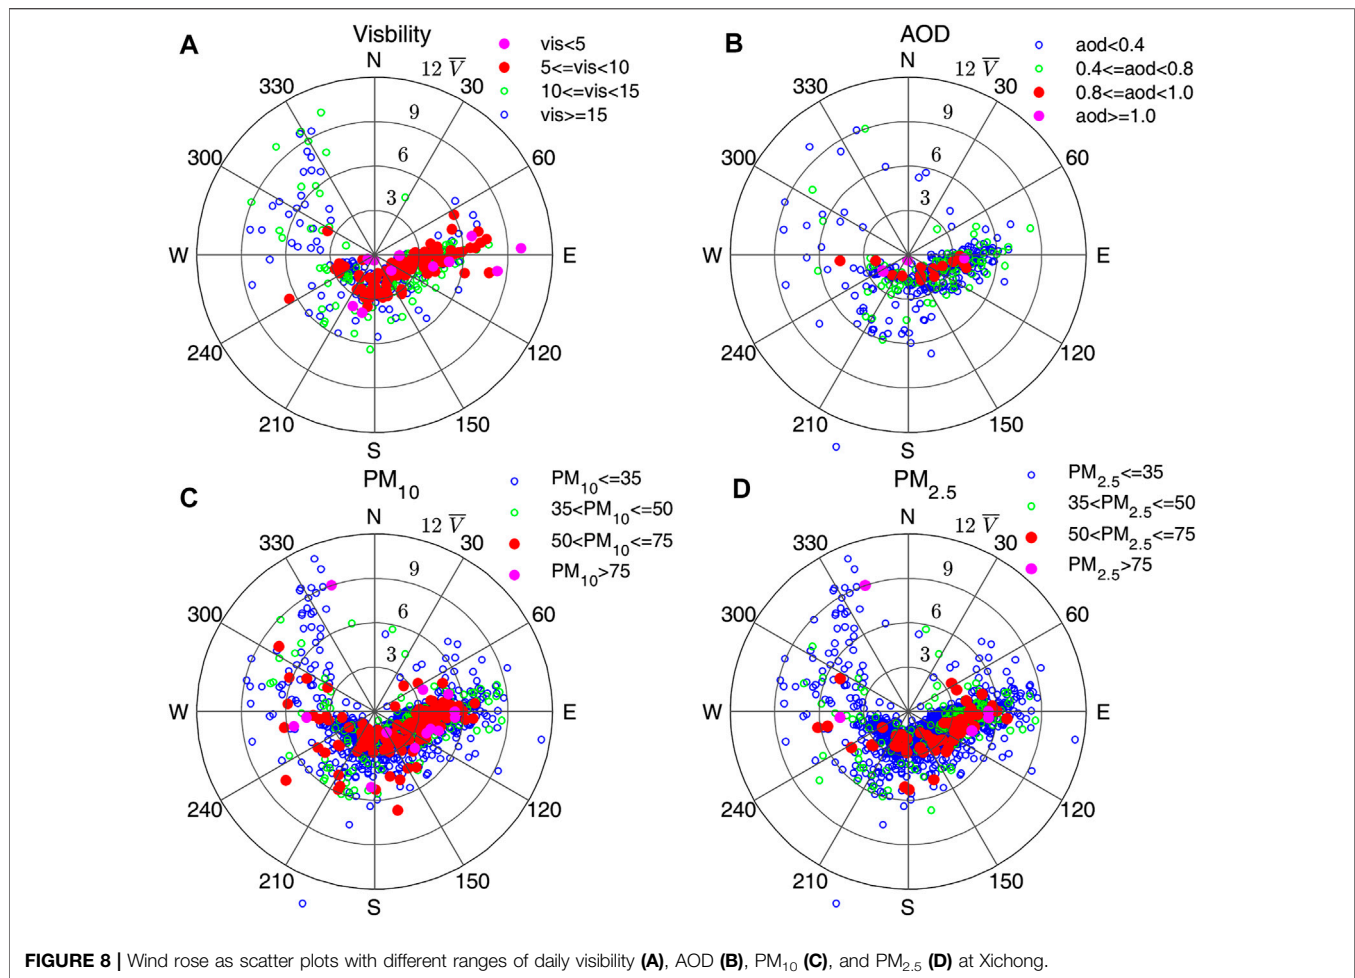 A
Visbility
vis<5
5<=vis<10
10<=vis<15
vis>=15
N
12 V̅
30
60
E
120
150
S
210
240
W
300
330
9
6
3
B
AOD
aod<0.4
0.4<=aod<0.8
0.8<=aod<1.0
aod>=1.0
N
12 V̅
30
60
E
120
150
S
210
240
W
300
330
9
6
3
C
PM10
PM10<=35
35<PM10<=50
50<PM10<=75
PM10>75
N
12 V̅
30
60
E
120
150
S
210
240
W
300
330
9
6
3
D
PM2.5
PM2.5<=35
35<PM2.5<=50
50<PM2.5<=75
PM2.5>75
N
12 V̅
30
60
E
120
150
S
210
240
W
300
330
9
6
3
FIGURE 8 | Wind rose as scatter plots with different ranges of daily visibility (A), AOD (B), PM10 (C), and PM2.5 (D) at Xichong.